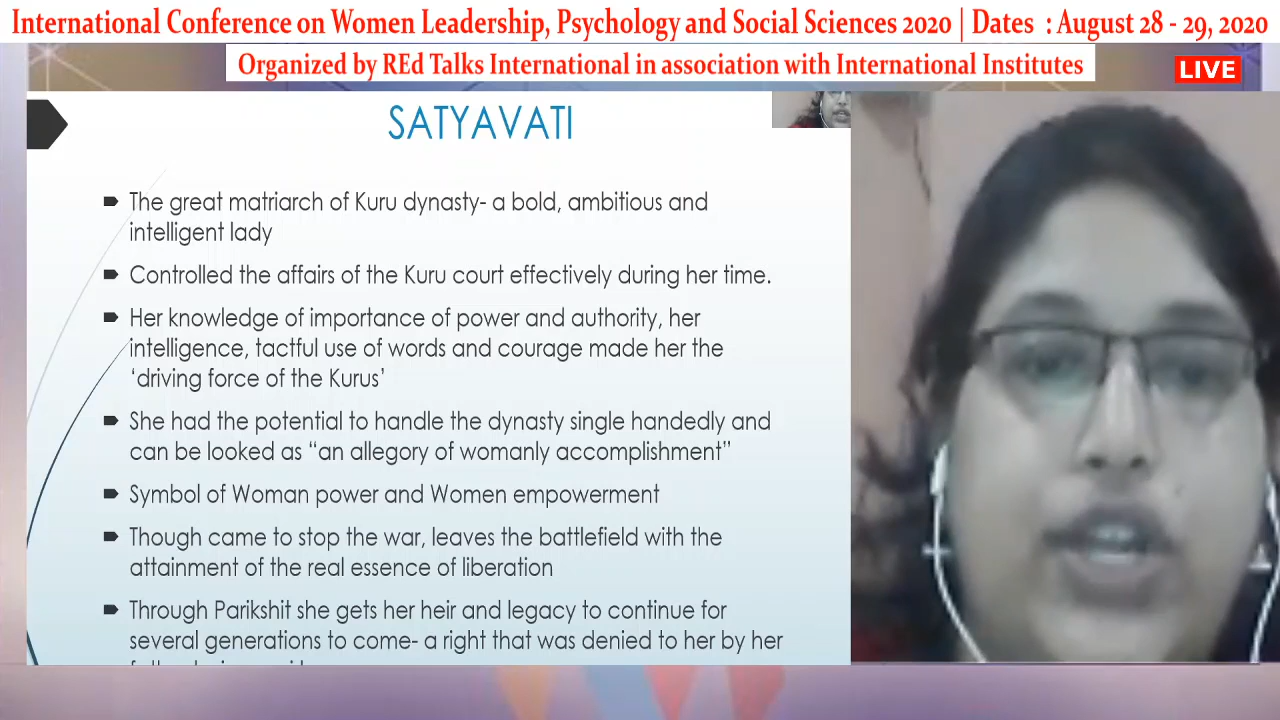 International Conference on Women Leadership, Psychology and Social Sciences 2020 | Dates : August 28 - 29, 2020
Organized by REd Talks International in association with International Institutes
LIVE
SATYAVATI
The great matriarch of Kuru dynasty- a bold, ambitious and
intelligent lady
Controlled the affairs of the Kuru court effectively during her time.
Her knowledge of importance of power and authority, her
intelligence, tactful use of words and courage made her the
‘driving force of the Kurus’
She had the potential to handle the dynasty single handedly and
can be looked as “an allegory of womanly accomplishment”
Symbol of Woman power and Women empowerment
Though came to stop the war, leaves the battlefield with the
attainment of the real essence of liberation
Through Parikshit she gets her heir and legacy to continue for
several generations to come- a right that was denied to her by her